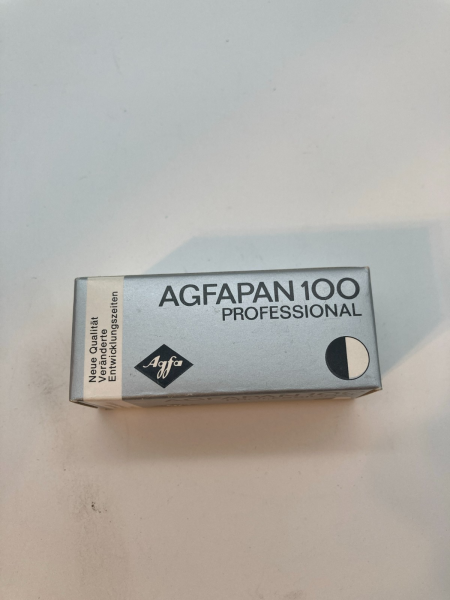 AGFAPAN 100
PROFESSIONAL
Agfa
Neue Qualität
Veränderte
Entwicklungszeiten